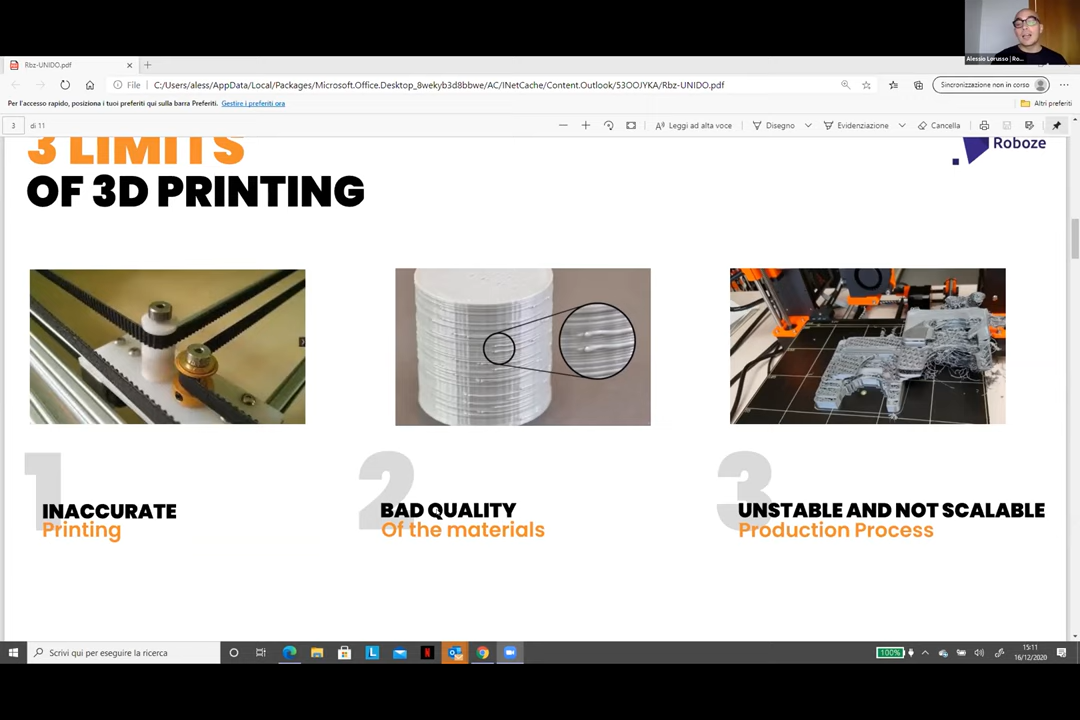 Alessio Lorusso | Ro...
Rbz-UNIDO.pdf
File
C:/Users/aless/AppData/Local/Packages/Microsoft.Office.Desktop_8wekyb3d8bbwe/AC/INetCache/Content.Outlook/53OOJYKA/Rbz-UNIDO.pdf
Sincronizzazione non in corso
Per l'accesso rapido, posiziona i tuoi preferiti qui sulla barra Preferiti. Gestire i preferiti ora
Altri preferiti
3 di 11
Leggi ad alta voce
Disegno
Evidenziazione
Cancella
3 LIMITS
OF 3D PRINTING
Roboze
1
INACCURATE
Printing
2
BAD QUALITY
Of the materials
3
UNSTABLE AND NOT SCALABLE
Production Process
Scrivi qui per eseguire la ricerca
100%
15:11
16/12/2020